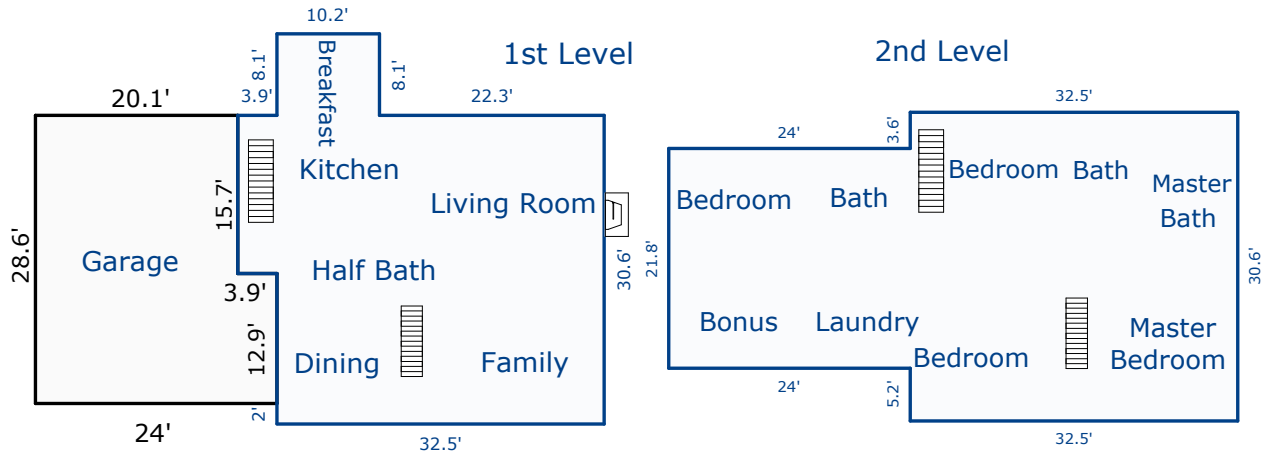 10.2'
1st Level
2nd Level
8.1'
Breakfast
8.1'
20.1'
3.9'
22.3'
32.5'
24'
3.6'
Kitchen
Bedroom
Bath
Master
Bath
Living Room
Bedroom
Bath
15.7'
28.6'
Garage
Half Bath
30.6'
21.8'
30.6'
3.9'
12.9'
Dining
Family
Bonus
Laundry
Bedroom
Master
Bedroom
2'
24'
32.5'
24'
5.2'
32.5'